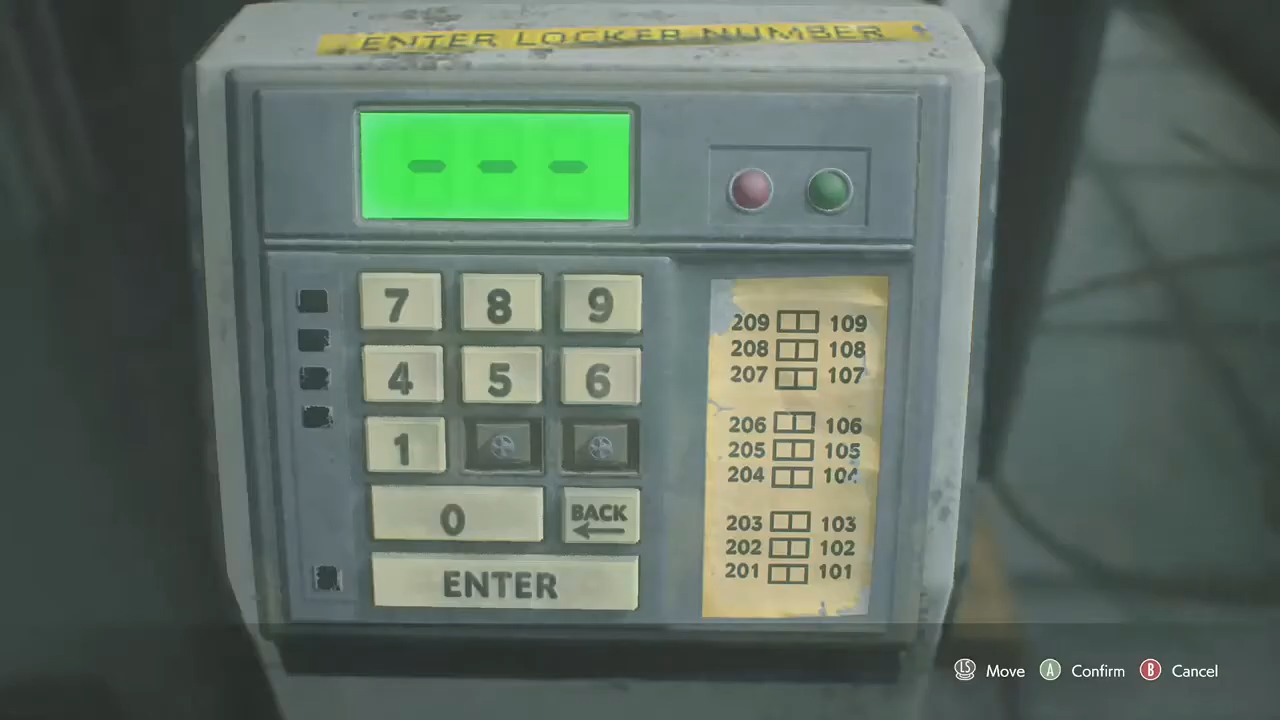 ENTER LOCKER NUMBER
- - -
7 8 9
4 5 6
1
0 BACK
ENTER
209 109
208 108
207 107
206 106
205 105
204 104
203 103
202 102
201 101
LS Move A Confirm B Cancel